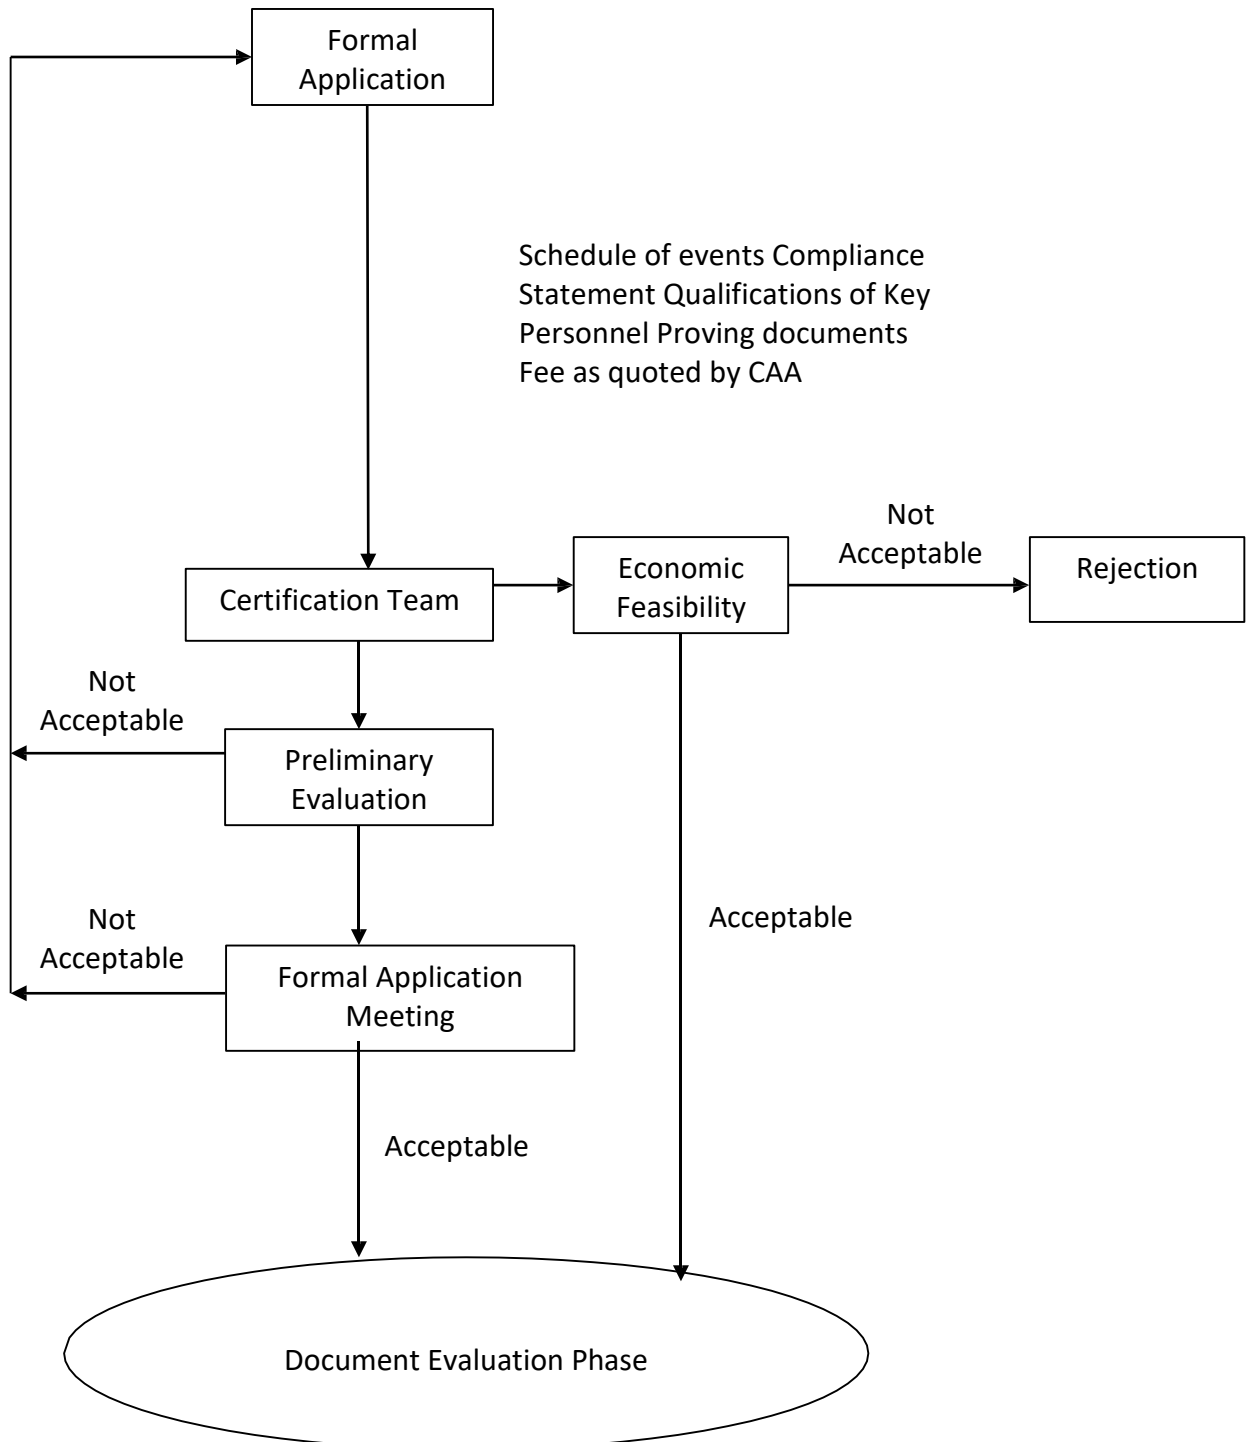 Formal
Application
Schedule of events Compliance
Statement Qualifications of Key
Personnel Proving documents
Fee as quoted by CAA
Not
Acceptable
Economic
Feasibility
Rejection
Certification Team
Not
Acceptable
Preliminary
Evaluation
Not
Acceptable
Acceptable
Formal Application
Meeting
Acceptable
Document Evaluation Phase